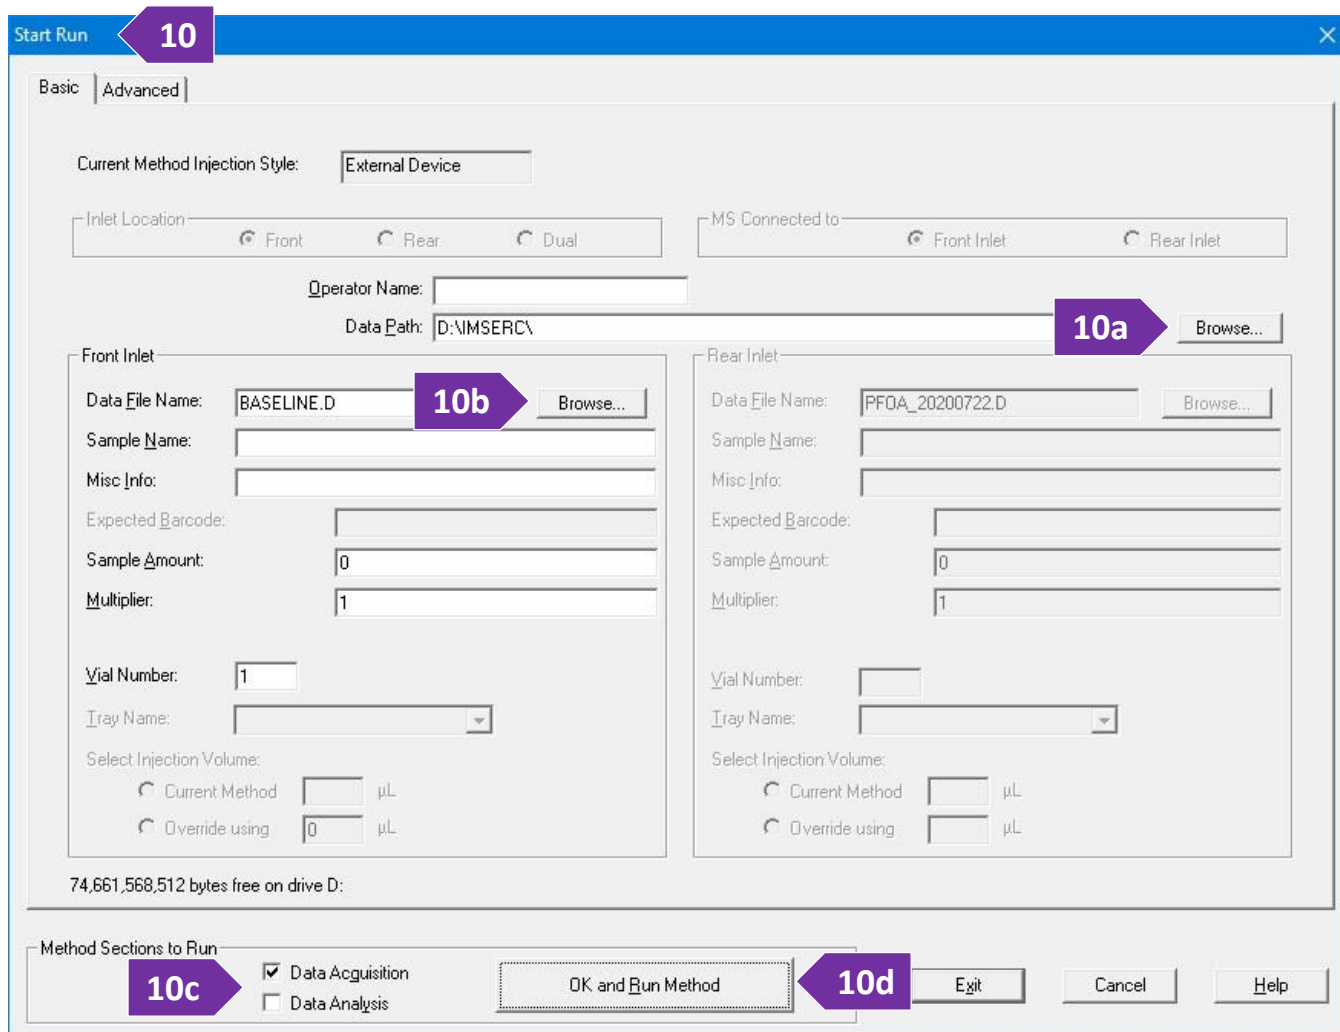 Start Run 10
Basic Advanced
Current Method Injection Style: External Device
Inlet Location MS Connected to
Front Rear Dual Front Inlet Rear Inlet
Operator Name:
Data Path: D:\IMSERC\ 10a Browse...
Front Inlet Rear Inlet
Data File Name: BASELINE.D 10b Browse... Data File Name: PFOA_20200722.D Browse...
Sample Name: Sample Name:
Misc Info: Misc Info:
Expected Barcode: Expected Barcode:
Sample Amount: 0 Sample Amount: 0
Multiplier: 1 Multiplier: 1
Vial Number: 1 Vial Number:
Tray Name: Tray Name:
Select Injection Volume: Select Injection Volume:
Current Method µL Current Method µL
Override using 0 µL Override using µL
74,661,568,512 bytes free on drive D:
Method Sections to Run
10c Data Acquisition OK and Run Method 10d Exit Cancel Help
Data Analysis